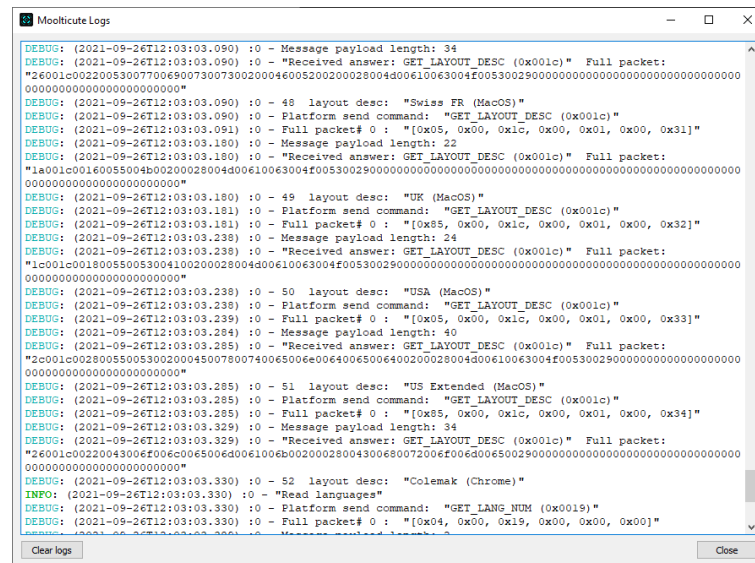 Moolticute Logs
DEBUG: (2021-09-26T12:03:03.090) :0 - Message payload length: 34
DEBUG: (2021-09-26T12:03:03.090) :0 - "Received answer: GET_LAYOUT_DESC (0x001c)"  Full packet:
DEBUG: (2021-09-26T12:03:03.090) :0 - 48  layout desc:  "Swiss FR (MacOS)"
DEBUG: (2021-09-26T12:03:03.090) :0 - Platform send command:  "GET_LAYOUT_DESC (0x001c)"
DEBUG: (2021-09-26T12:03:03.091) :0 - Full packet# 0 :  "[0x05, 0x00, 0x1c, 0x00, 0x01, 0x00, 0x31]"
DEBUG: (2021-09-26T12:03:03.180) :0 - Message payload length: 22
DEBUG: (2021-09-26T12:03:03.180) :0 - "Received answer: GET_LAYOUT_DESC (0x001c)"  Full packet:
DEBUG: (2021-09-26T12:03:03.180) :0 - 49  layout desc:  "UK (MacOS)"
DEBUG: (2021-09-26T12:03:03.181) :0 - Platform send command:  "GET_LAYOUT_DESC (0x001c)"
DEBUG: (2021-09-26T12:03:03.181) :0 - Full packet# 0 :  "[0x85, 0x00, 0x1c, 0x00, 0x01, 0x00, 0x32]"
DEBUG: (2021-09-26T12:03:03.238) :0 - Message payload length: 24
DEBUG: (2021-09-26T12:03:03.238) :0 - "Received answer: GET_LAYOUT_DESC (0x001c)"  Full packet:
DEBUG: (2021-09-26T12:03:03.238) :0 - 50  layout desc:  "USA (MacOS)"
DEBUG: (2021-09-26T12:03:03.238) :0 - Platform send command:  "GET_LAYOUT_DESC (0x001c)"
DEBUG: (2021-09-26T12:03:03.239) :0 - Full packet# 0 :  "[0x05, 0x00, 0x1c, 0x00, 0x01, 0x00, 0x33]"
DEBUG: (2021-09-26T12:03:03.284) :0 - Message payload length: 40
DEBUG: (2021-09-26T12:03:03.284) :0 - "Received answer: GET_LAYOUT_DESC (0x001c)"  Full packet:
DEBUG: (2021-09-26T12:03:03.285) :0 - 51  layout desc:  "US Extended (MacOS)"
DEBUG: (2021-09-26T12:03:03.285) :0 - Platform send command:  "GET_LAYOUT_DESC (0x001c)"
DEBUG: (2021-09-26T12:03:03.285) :0 - Full packet# 0 :  "[0x85, 0x00, 0x1c, 0x00, 0x01, 0x00, 0x34]"
DEBUG: (2021-09-26T12:03:03.329) :0 - Message payload length: 34
DEBUG: (2021-09-26T12:03:03.329) :0 - "Received answer: GET_LAYOUT_DESC (0x001c)"  Full packet:
DEBUG: (2021-09-26T12:03:03.330) :0 - 52  layout desc:  "Colemak (Chrome)"
INFO: (2021-09-26T12:03:03.330) :0 - "Read languages"
DEBUG: (2021-09-26T12:03:03.330) :0 - Platform send command:  "GET_LANG_NUM (0x0019)"
DEBUG: (2021-09-26T12:03:03.330) :0 - Full packet# 0 :  "[0x04, 0x00, 0x19, 0x00, 0x00, 0x00]"
Clear logs
Close